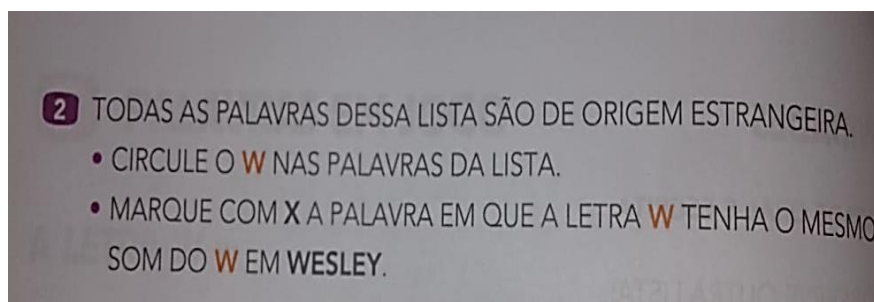 2 TODAS AS PALAVRAS DESSA LISTA SÃO DE ORIGEM ESTRANGEIRA.
• CIRCULE O W NAS PALAVRAS DA LISTA.
• MARQUE COM X A PALAVRA EM QUE A LETRA W TENHA O MESMO
SOM DO W EM WESLEY.